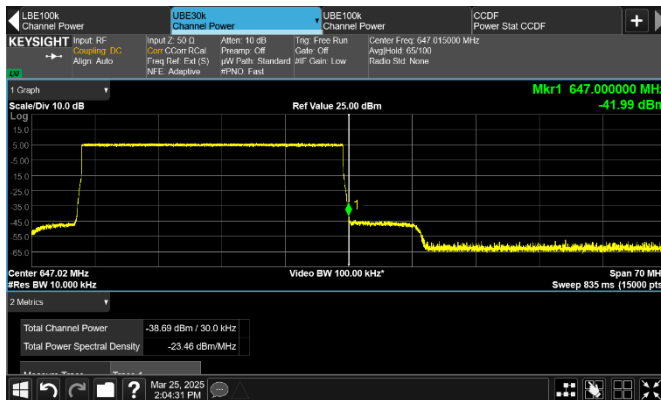 LBE100k
Channel Power
UBE30k
Channel Power
UBE100k
Channel Power
CCDF
Power Stat CCDF
KEYSIGHT
Input: RF
Coupling: DC
Align: Auto
Input Z: 50 Ω
Corr CCorr RCal
Freq Ref: Ext (S)
NFE: Adaptive
Atten: 10 dB
Preamp: Off
µW Path: Standard
#PNO: Fast
Trig: Free Run
Gate: Off
#IF Gain: Low
Center Freq: 647.015000 MHz
Avg|Hold: 65/100
Radio Std: None
1 Graph
Mkr1 647.000000 MHz
Scale/Div 10.0 dB
Ref Value 25.00 dBm
-41.99 dBm
Log
15.0
5.00
-5.00
-15.0
-25.0
-35.0
-45.0
-55.0
-65.0
1
Center 647.02 MHz
Video BW 100.00 kHz*
Span 70 MH
#Res BW 10.000 kHz
Sweep 835 ms (15000 pts
2 Metrics
Total Channel Power
-38.69 dBm / 30.0 kHz
Total Power Spectral Density
-23.46 dBm/MHz
?
Mar 25, 2025
2:04:31 PM